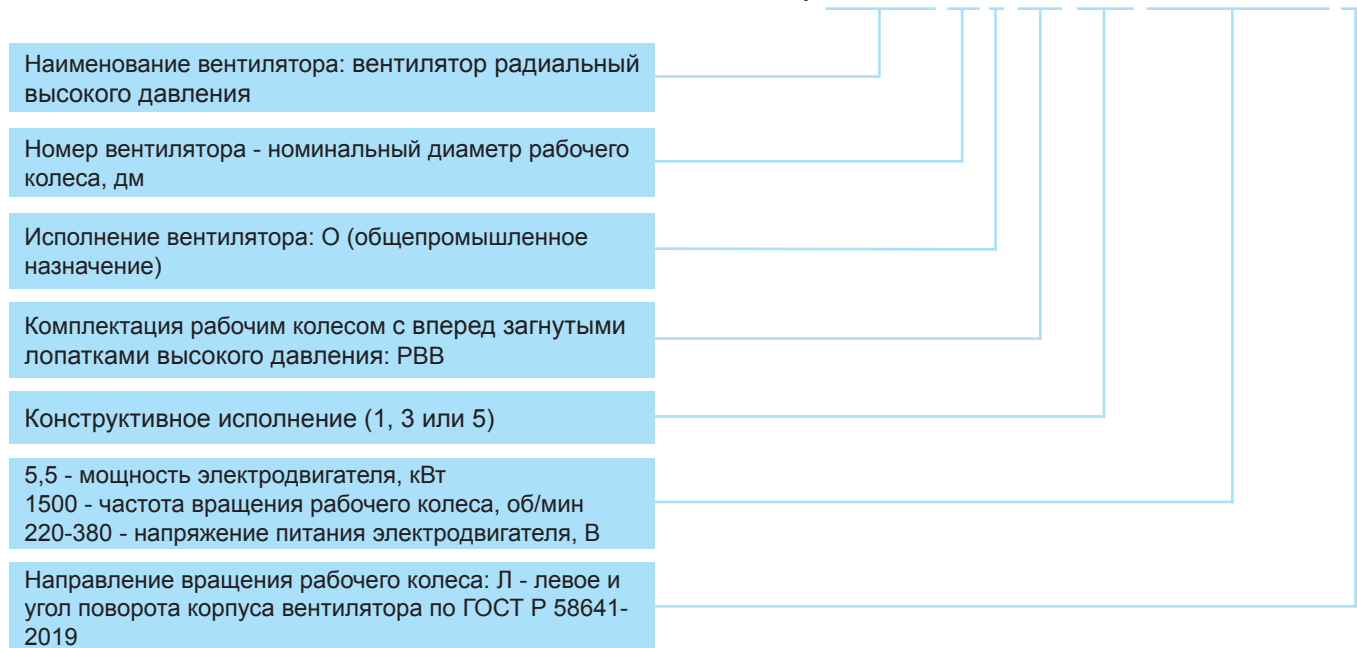 Наименование вентилятора: вентилятор радиальный
высокого давления
Номер вентилятора - номинальный диаметр рабочего
колеса, дм
Исполнение вентилятора: О (общепромышленное
назначение)
Комплектация рабочим колесом с вперед загнутыми
лопатками высокого давления: РВВ
Конструктивное исполнение (1, 3 или 5)
5,5 - мощность электродвигателя, кВт
1500 - частота вращения рабочего колеса, об/мин
220-380 - напряжение питания электродвигателя, В
Направление вращения рабочего колеса: Л - левое и
угол поворота корпуса вентилятора по ГОСТ Р 58641-
2019